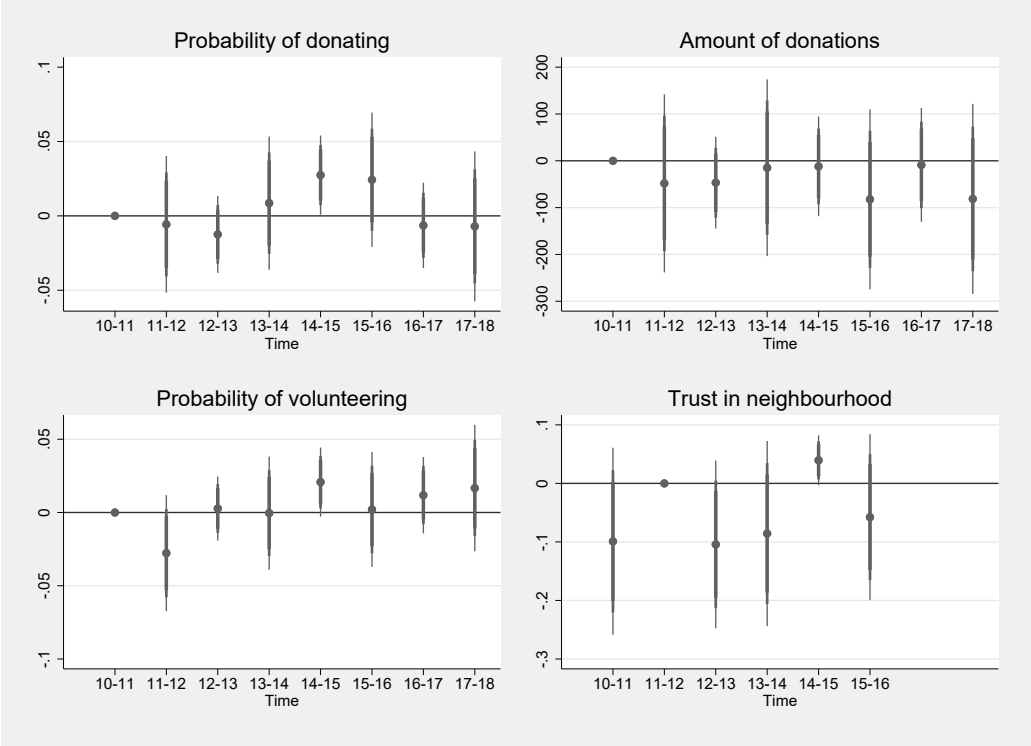 Probability of donating
.1
.05
0
-.05
10-11 11-12 12-13 13-14 14-15 15-16 16-17 17-18
Time
Amount of donations
200
100
0
-100
-200
-300
10-11 11-12 12-13 13-14 14-15 15-16 16-17 17-18
Time
Probability of volunteering
.05
0
-.05
-.1
10-11 11-12 12-13 13-14 14-15 15-16 16-17 17-18
Time
Trust in neighbourhood
.1
0
-.1
-.2
-.3
10-11 11-12 12-13 13-14 14-15 15-16
Time